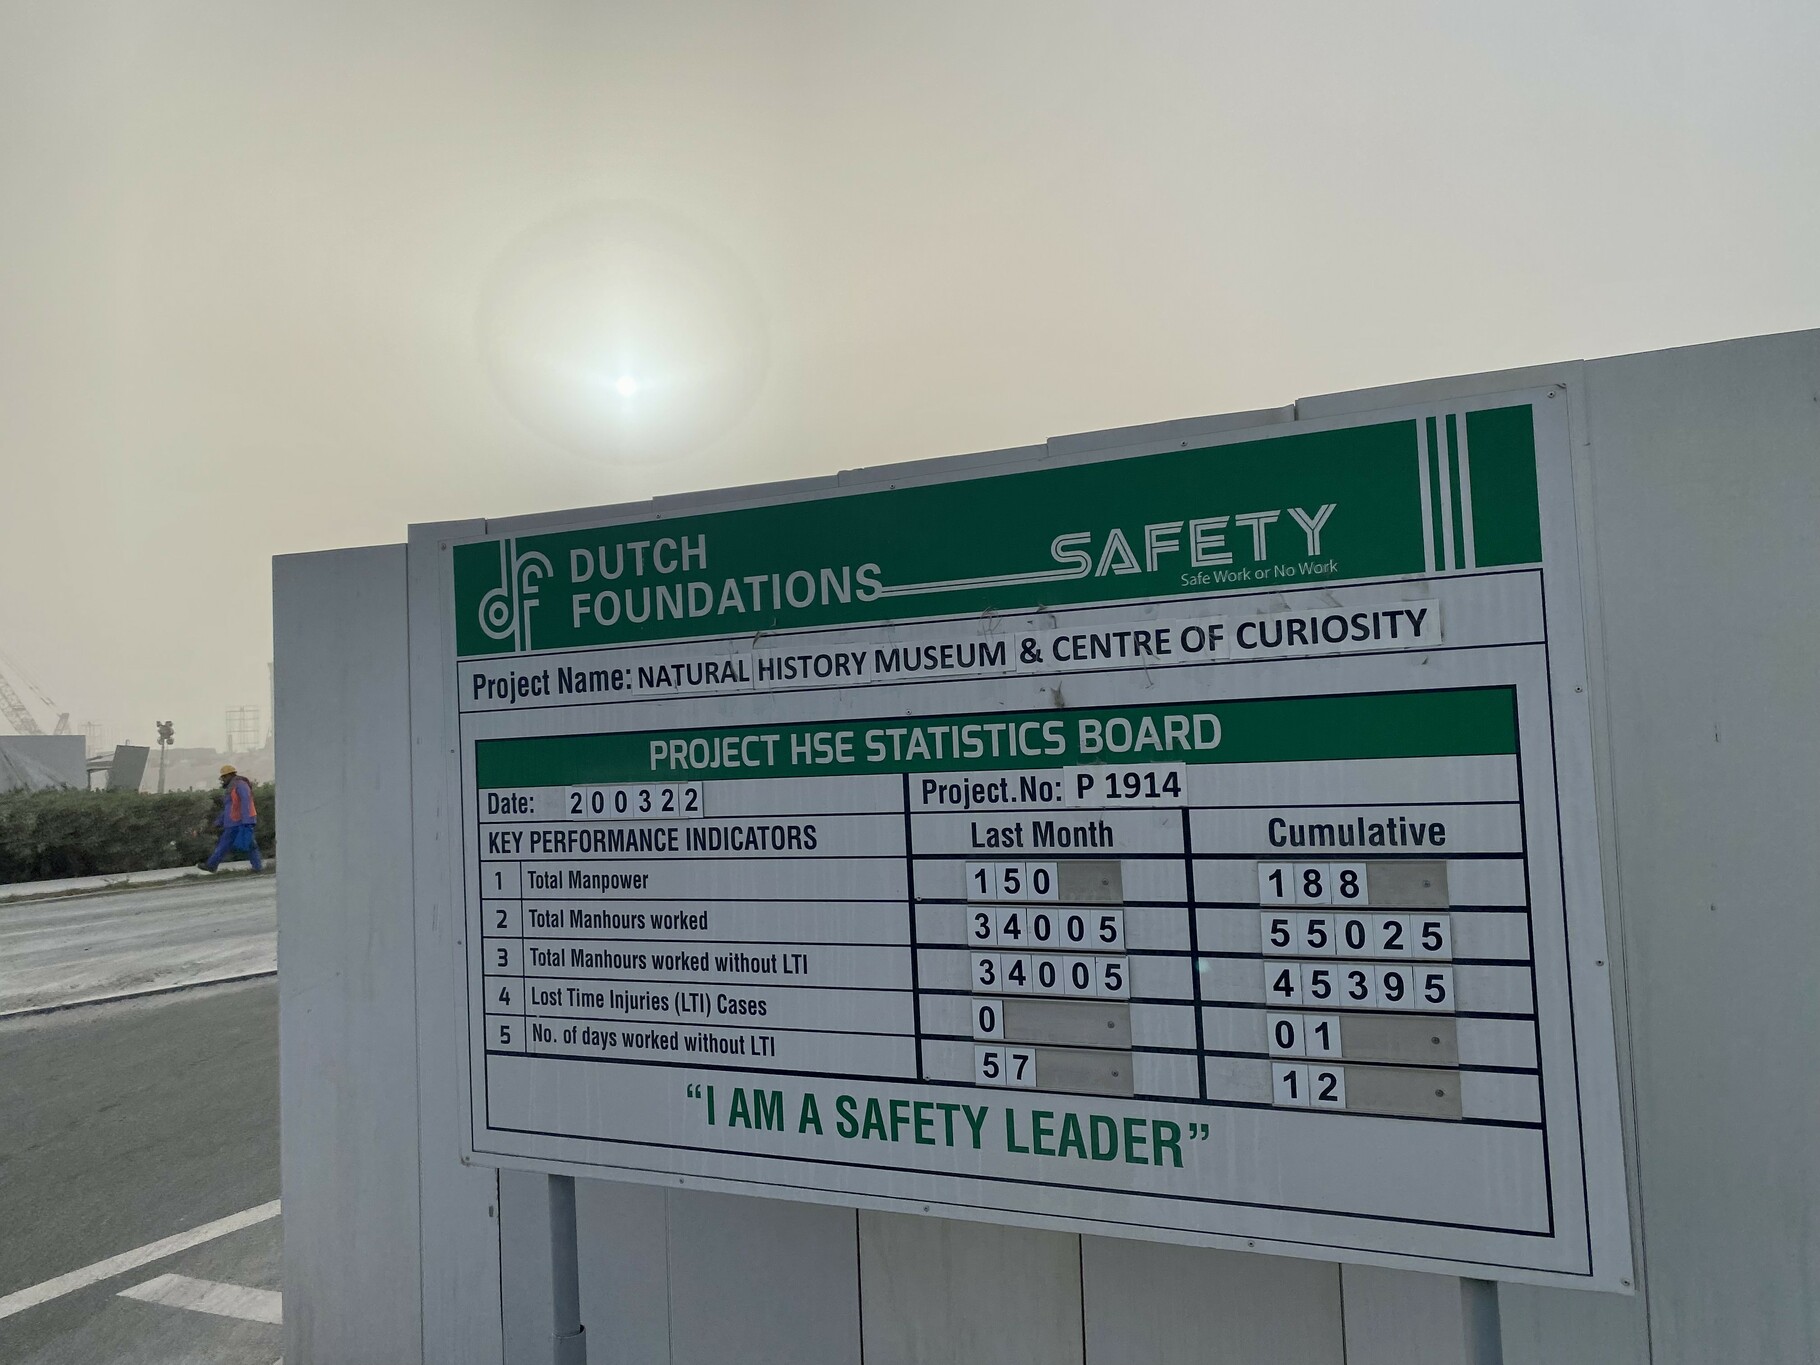 df DUTCH
FOUNDATIONS
SAFETY
Safe Work or No Work
Project Name: NATURAL HISTORY MUSEUM & CENTRE OF CURIOSITY
PROJECT HSE STATISTICS BOARD
Date: 200322 Project.No: P 1914
KEY PERFORMANCE INDICATORS Last Month Cumulative
1 Total Manpower 150 188
2 Total Manhours worked 34005 55025
3 Total Manhours worked without LTI 34005 45395
4 Lost Time Injuries (LTI) Cases 0 01
5 No. of days worked without LTI 57 12
“I AM A SAFETY LEADER”